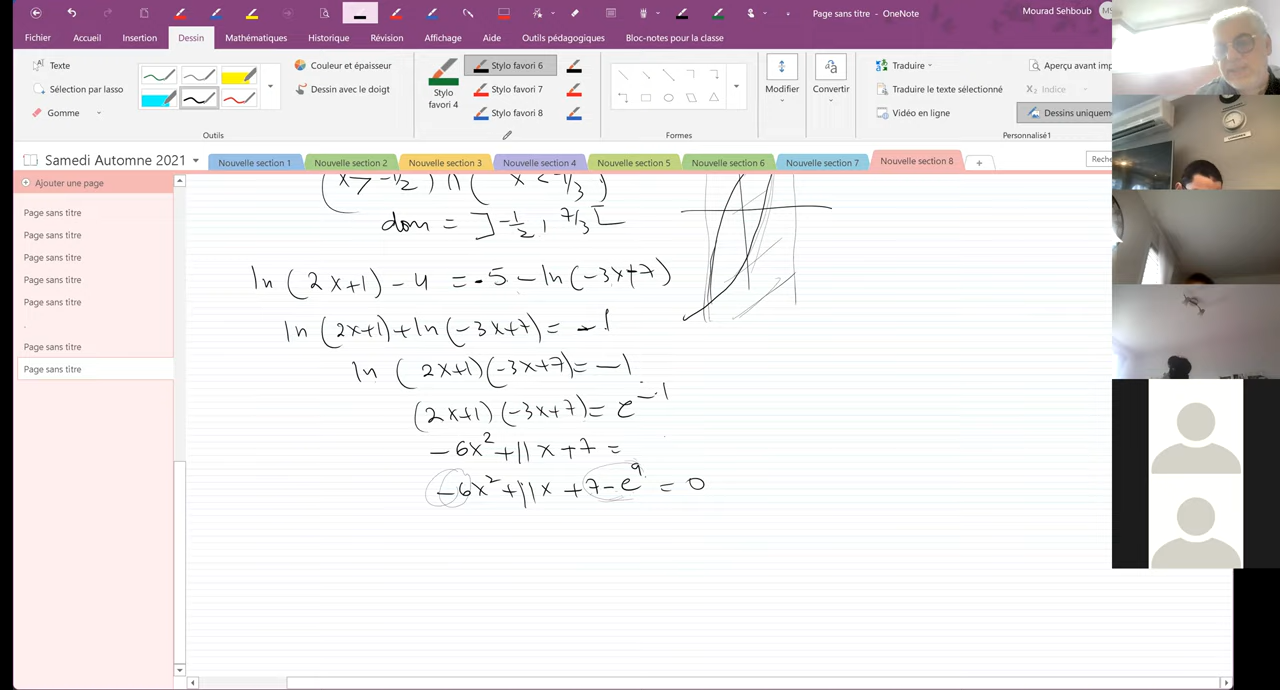 Page sans titre - OneNote
Mourad Sehboub
MS
Fichier Accueil Insertion Dessin Mathématiques Historique Révision Affichage Aide Outils pédagogiques Bloc-notes pour la classe
Texte
Sélection par lasso
Gomme
Outils
Couleur et épaisseur
Dessin avec le doigt
Stylo favori 4
Stylo favori 6
Stylo favori 7
Stylo favori 8
Formes
Modifier
Convertir
Traduire
Traduire le texte sélectionné
Vidéo en ligne
Aperçu avant imp
Indice
Dessins uniqueme
Personnalisé1
Samedi Automne 2021
Nouvelle section 1 Nouvelle section 2 Nouvelle section 3 Nouvelle section 4 Nouvelle section 5 Nouvelle section 6 Nouvelle section 7 Nouvelle section 8 +
Reche
Ajouter une page
Page sans titre
Page sans titre
Page sans titre
Page sans titre
Page sans titre
.
Page sans titre
Page sans titre
(x > -1/2) ∩ ( x < -7/3)
dom = ]-1/2, 7/3[
ln (2x+1) - 4 = -5 - ln(-3x+7)
ln (2x+1) + ln(-3x+7) = -1
ln (2x+1)(-3x+7) = -1
(2x+1)(-3x+7) = e^-1
-6x² + 11x + 7 =
-6x² + 11x + 7 - e^9 = 0